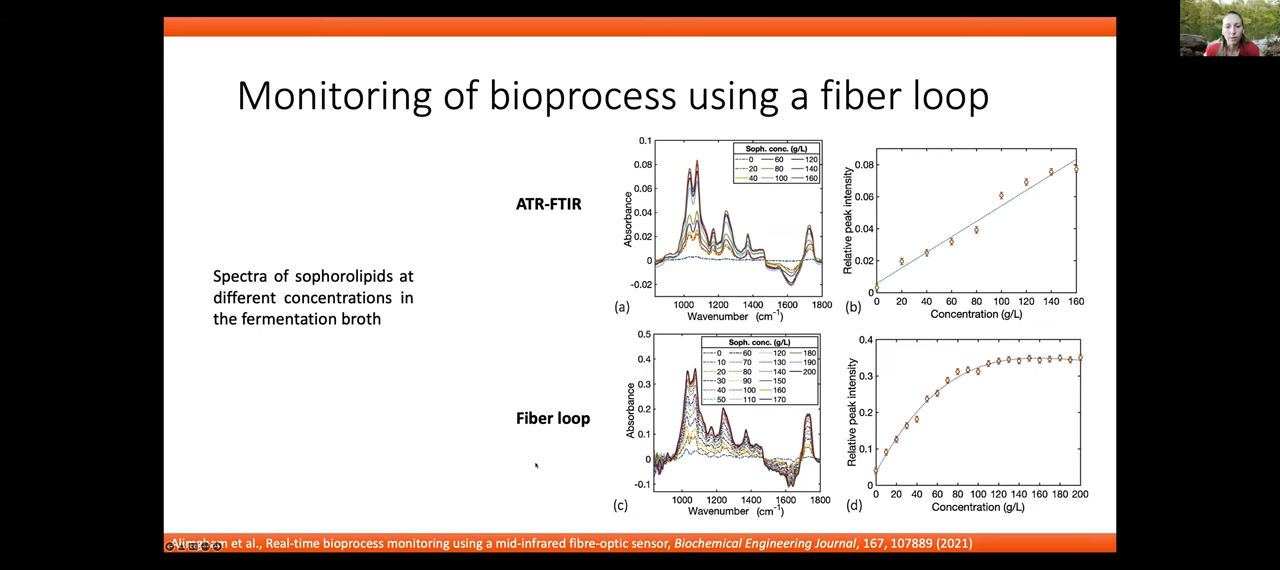 Monitoring of bioprocess using a fiber loop
ATR-FTIR
Spectra of sophorolipids at
different concentrations in
the fermentation broth
Fiber loop
0.1
0.08
0.06
0.04
0.02
0
-0.02
Absorbance
Soph. conc. (g/L)
0 60 120
20 80 140
40 100 160
1000 1200 1400 1600 1800
(a) Wavenumber (cm-1)
0.08
0.06
0.04
0.02
0
Relative peak intensity
0 20 40 60 80 100 120 140 160
(b) Concentration (g/L)
0.5
0.4
0.3
0.2
0.1
0
-0.1
Absorbance
Soph. conc. (g/L)
0 60 120 180
10 70 130 190
20 80 140 200
30 90 150
40 100 160
50 110 170
1000 1200 1400 1600 1800
(c) Wavenumber (cm-1)
0.4
0.3
0.2
0.1
0
Relative peak intensity
0 20 40 60 80 100 120 140 160 180 200
(d) Concentration (g/L)
et al., Real-time bioprocess monitoring using a mid-infrared fibre-optic sensor, Biochemical Engineering Journal, 167, 107889 (2021)